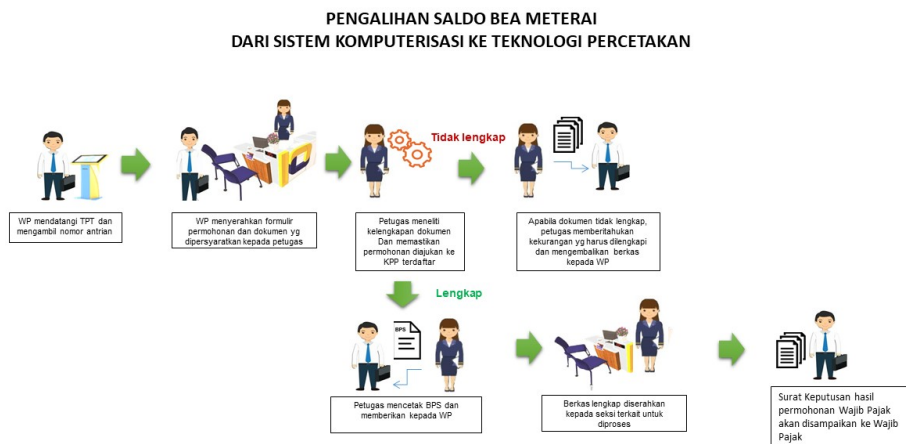 PENGALIHAN SALDO BEA METERAI
DARI SISTEM KOMPUTERISASI KE TEKNOLOGI PERCETAKAN
Tidak lengkap
WP mendatangi TPT dan
mengambil nomor antrian
WP menyerahkan formulir
permohonan dan dokumen yg
dipersyaratkan kepada petugas
Petugas meneliti
kelengkapan dokumen
Dan memastikan
permohonan diajukan ke
KPP terdaftar
Apabila dokumen tidak lengkap,
petugas memberitahukan
kekurangan yg harus dilengkapi
dan mengembalikan berkas
kepada WP
Lengkap
BPS
Petugas mencetak BPS dan
memberikan kepada WP
Berkas lengkap diserahkan
kepada seksi terkait untuk
diproses
Surat Keputusan hasil
permohonan Wajib Pajak
akan disampaikan ke Wajib
Pajak